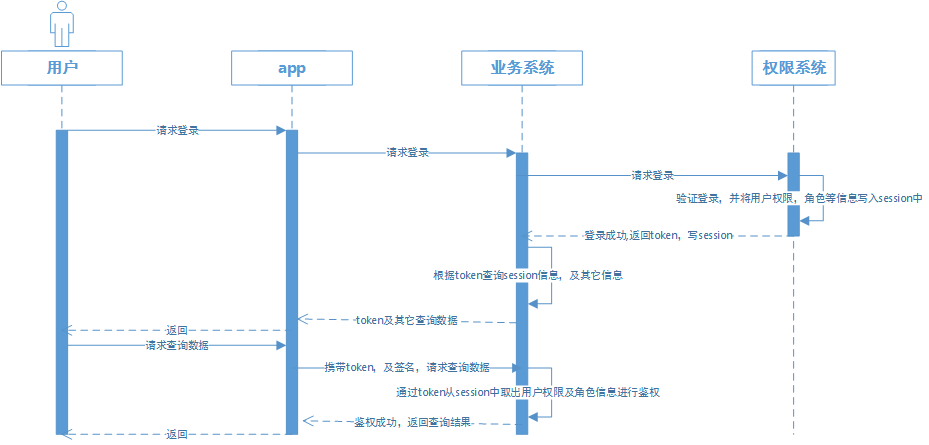 用户
app
业务系统
权限系统
请求登录
请求登录
请求登录
验证登录，并将用户权限，角色等信息写入session中
登录成功,返回token，写session
根据token查询session信息，及其它信息
token及其它查询数据
返回
请求查询数据
携带token，及签名，请求查询数据
通过token从session中取出用户权限及角色信息进行鉴权
鉴权成功，返回查询结果
返回